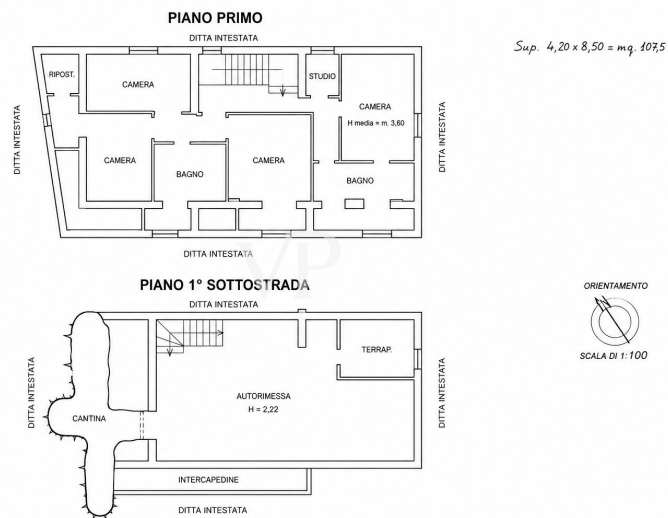 PIANO PRIMO
DITTA INTESTATA
Sup. 4,20 x 8,50 = mq. 107,5
RIPOST.
CAMERA
STUDIO
CAMERA
H media = m. 3,60
DITTA INTESTATA
DITTA INTESTATA
CAMERA
BAGNO
CAMERA
BAGNO
DITTA INTESTATA
VP
PIANO 1° SOTTOSTRADA
DITTA INTESTATA
ORIENTAMENTO
N
SCALA DI 1:100
TERRAP.
DITTA INTESTATA
DITTA INTESTATA
AUTORIMESSA
H = 2,22
CANTINA
INTERCAPEDINE
DITTA INTESTATA